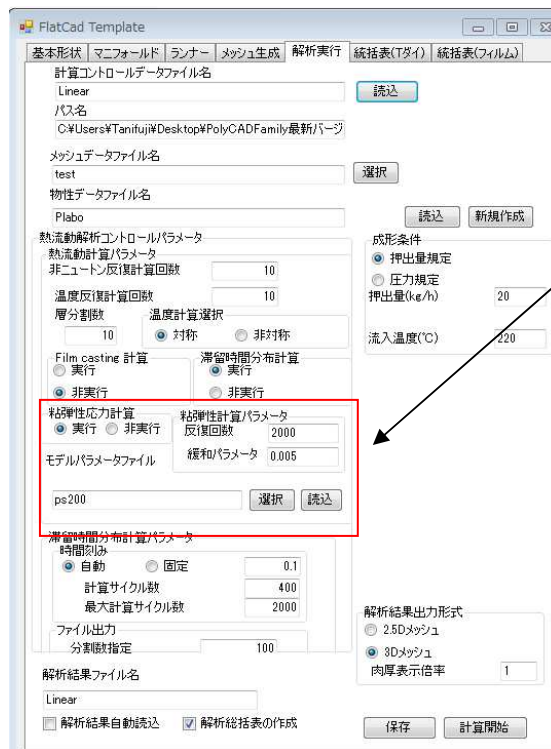 FlatCad Template
基本形状 マニフォールド ランナー メッシュ生成 解析実行 統括表(Tダイ) 統括表(フィルム)
計算コントロールデータファイル名
Linear 読込
パス名
C:¥Users¥Tanifuji¥Desktop¥PolyCADFamily最新バージ
メッシュデータファイル名
test 選択
物性データファイル名
Plabo 読込 新規作成
熱流動解析コントロールパラメータ
熱流動計算パラメータ
非ニュートン反復計算回数 10
温度反復計算回数 10
層分割数 温度計算選択
10 対称 非対称
Film casting 計算 滞留時間分布計算
実行 実行
非実行 非実行
成形条件
押出量規定
圧力規定
押出量(kg/h) 20
流入温度(℃) 220
粘弾性応力計算 粘弾性計算パラメータ
実行 非実行 反復回数 2000
モデルパラメータファイル 緩和パラメータ 0.005
ps200 選択 読込
滞留時間分布計算パラメータ
時間刻み
自動 固定 0.1
計算サイクル数 400
最大計算サイクル数 2000
ファイル出力
分割数指定 100
解析結果出力形式
2.5Dメッシュ
3Dメッシュ
肉厚表示倍率 1
解析結果ファイル名
Linear
解析結果自動読込 解析総括表の作成 保存 計算開始